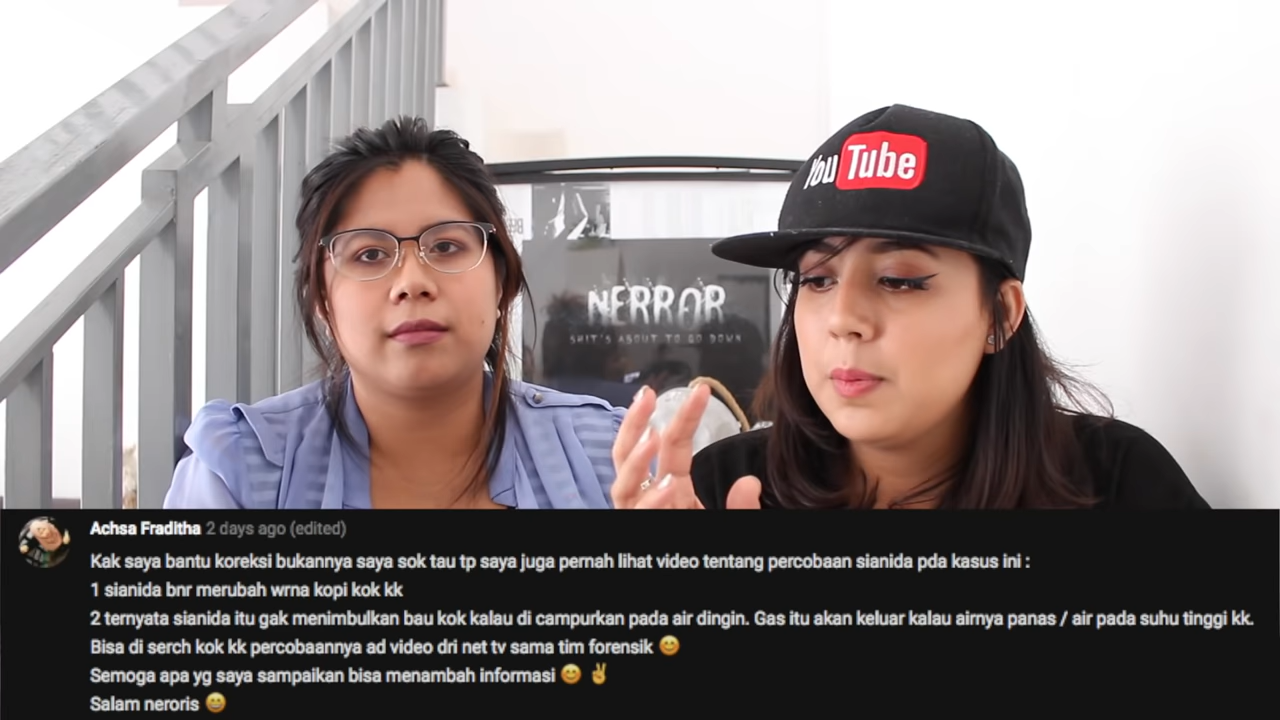 YouTube
NERROR
SHIT'S ABOUT TO GO DOWN
Achsa Fraditha 2 days ago (edited)
Kak saya bantu koreksi bukannya saya sok tau tp saya juga pernah lihat video tentang percobaan sianida pda kasus ini :
1 sianida bnr merubah wrna kopi kok kk
2 ternyata sianida itu gak menimbulkan bau kok kalau di campurkan pada air dingin. Gas itu akan keluar kalau airnya panas / air pada suhu tinggi kk.
Bisa di serch kok kk percobaannya ad video dri net tv sama tim forensik 😊
Semoga apa yg saya sampaikan bisa menambah informasi 😊 ✌
Salam neroris 😄